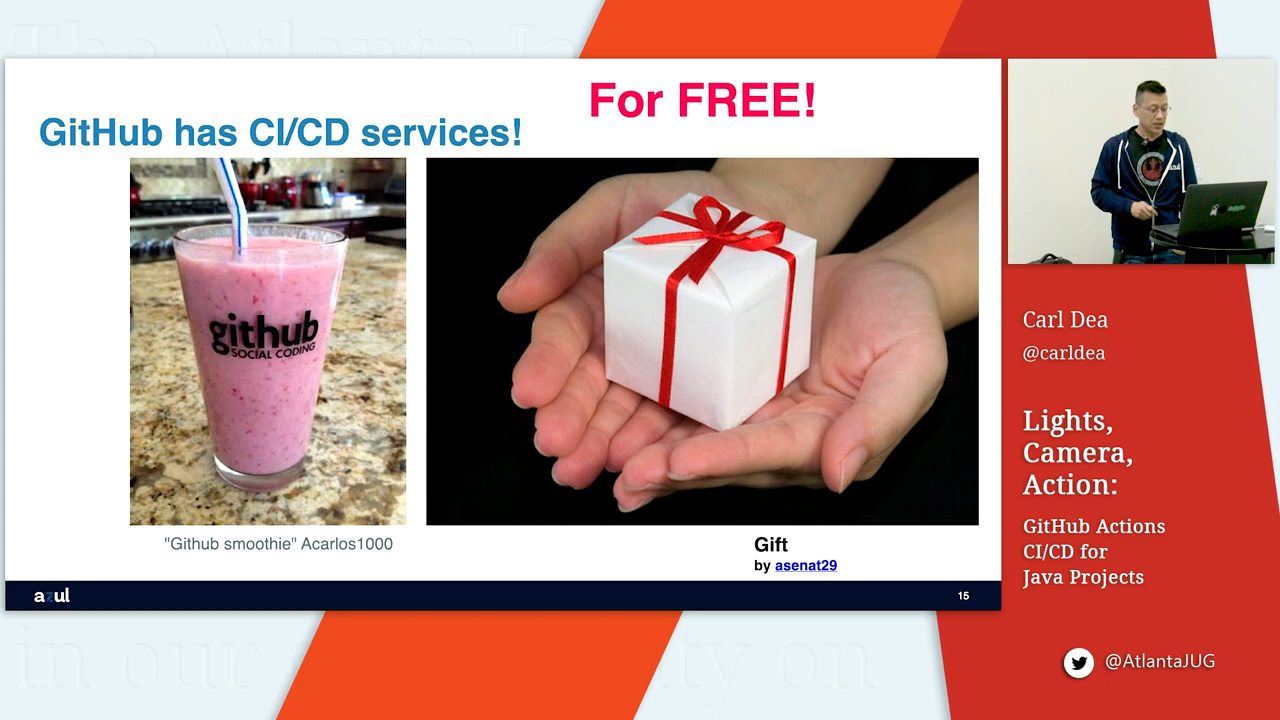 For FREE!
GitHub has CI/CD services!
github
SOCIAL CODING
"Github smoothie" Acarlos1000
Gift
by asenat29
azul
15
Carl Dea
@carldea
Lights,
Camera,
Action:
GitHub Actions
CI/CD for
Java Projects
@AtlantaJUG
The Atlanta Ja
in our
ty on